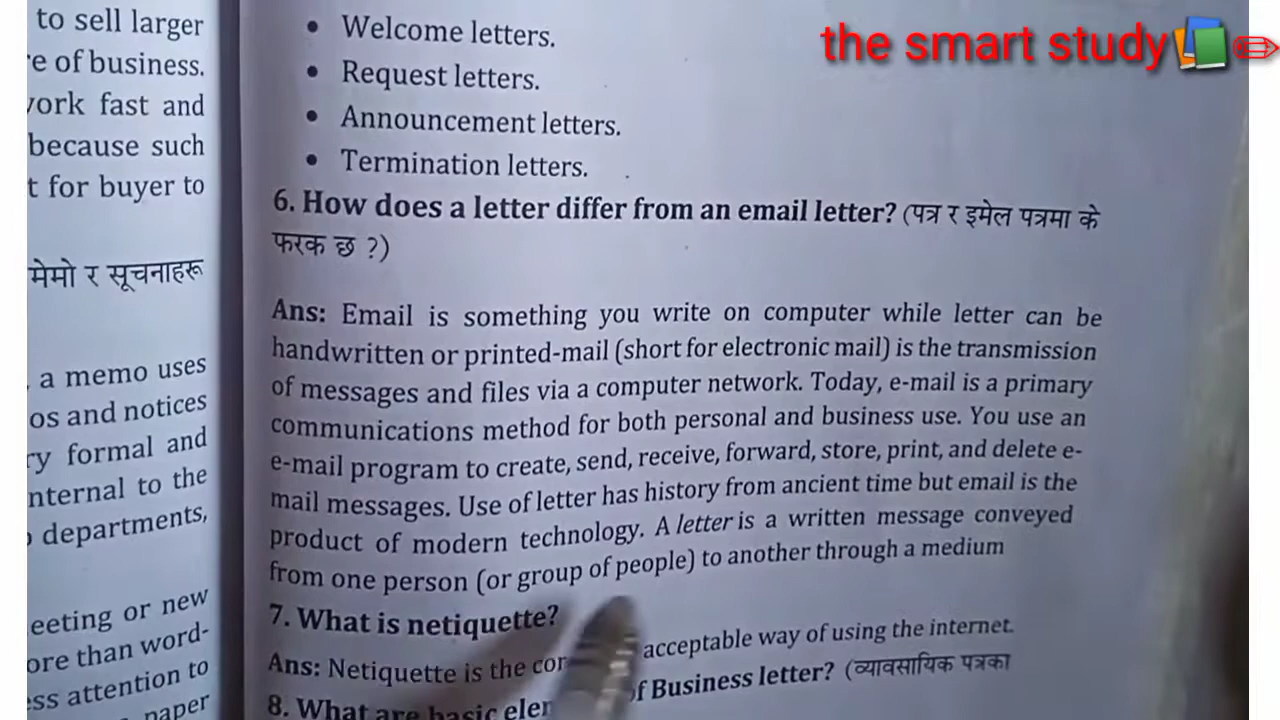 to sell larger
e of business.
work fast and
because such
t for buyer to
मेमो र सूचनाहरू
a memo uses
os and notices
ry formal and
nternal to the
departments,
eeting or new
ore than word-
ss attention to
paper
the smart study
• Welcome letters.
• Request letters.
• Announcement letters.
• Termination letters.
6. How does a letter differ from an email letter? (पत्र र इमेल पत्रमा के
फरक छ ?)
Ans: Email is something you write on computer while letter can be
handwritten or printed-mail (short for electronic mail) is the transmission
of messages and files via a computer network. Today, e-mail is a primary
communications method for both personal and business use. You use an
e-mail program to create, send, receive, forward, store, print, and delete e-
mail messages. Use of letter has history from ancient time but email is the
product of modern technology. A letter is a written message conveyed
from one person (or group of people) to another through a medium
7. What is netiquette?
Ans: Netiquette is the acceptable way of using the internet.
8. What are basic of Business letter? (व्यावसायिक पत्रका